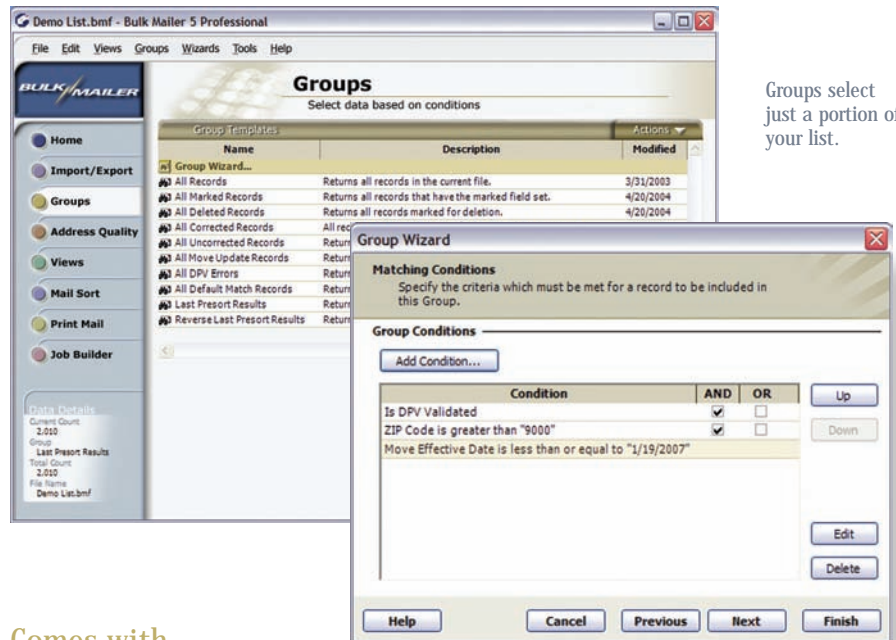 Demo List.bmf - Bulk Mailer 5 Professional
File Edit Views Groups Wizards Tools Help
BULK MAILER
Groups
Select data based on conditions
Groups select
just a portion of
your list.
Home
Import/Export
Groups
Address Quality
Views
Mail Sort
Print Mail
Job Builder
Data Details
Current Count
2,010
Group
Last Presort Results
Total Count
2,010
File Name
Demo List.bmf
Group Templates Actions
Name Description Modified
Group Wizard...
All Records Returns all records in the current file. 3/31/2003
All Marked Records Returns all records that have the marked field set. 4/20/2004
All Deleted Records Returns all records marked for deletion. 4/20/2004
All Corrected Records All rec
All Uncorrected Records Return
All Move Update Records Return
All DPV Errors Return
All Default Match Records Return
Last Presort Results Return
Reverse Last Presort Results Return
Group Wizard
Matching Conditions
Specify the criteria which must be met for a record to be included in
this Group.
Group Conditions
Add Condition...
Condition AND OR
Is DPV Validated
ZIP Code is greater than "9000"
Move Effective Date is less than or equal to "1/19/2007"
Up
Down
Edit
Delete
Help Cancel Previous Next Finish
Comes with